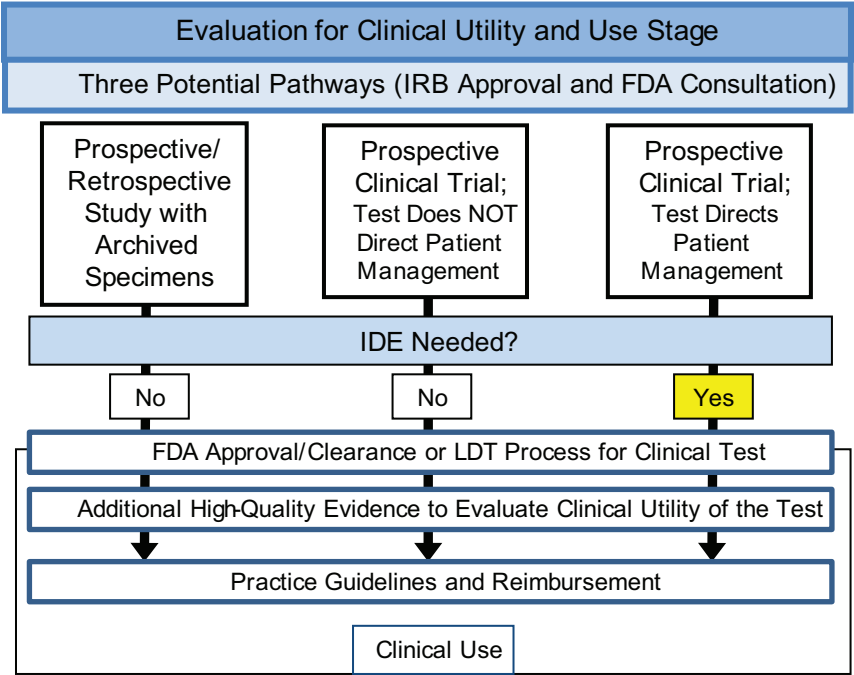 Evaluation for Clinical Utility and Use Stage
Three Potential Pathways (IRB Approval and FDA Consultation)
Prospective/
Retrospective
Study with
Archived
Specimens
Prospective
Clinical Trial;
Test Does NOT
Direct Patient
Management
Prospective
Clinical Trial;
Test Directs
Patient
Management
IDE Needed?
No
No
Yes
FDA Approval/Clearance or LDT Process for Clinical Test
Additional High-Quality Evidence to Evaluate Clinical Utility of the Test
Practice Guidelines and Reimbursement
Clinical Use